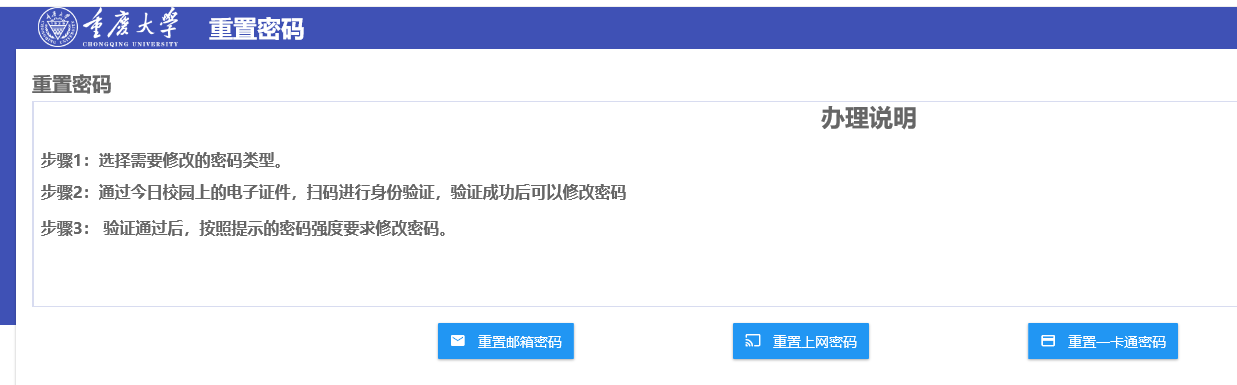 重庆大学
CHONGQING UNIVERSITY
重置密码
重置密码
办理说明
步骤1：选择需要修改的密码类型。
步骤2：通过今日校园上的电子证件，扫码进行身份验证，验证成功后可以修改密码
步骤3： 验证通过后，按照提示的密码强度要求修改密码。
重置邮箱密码
重置上网密码
重置一卡通密码